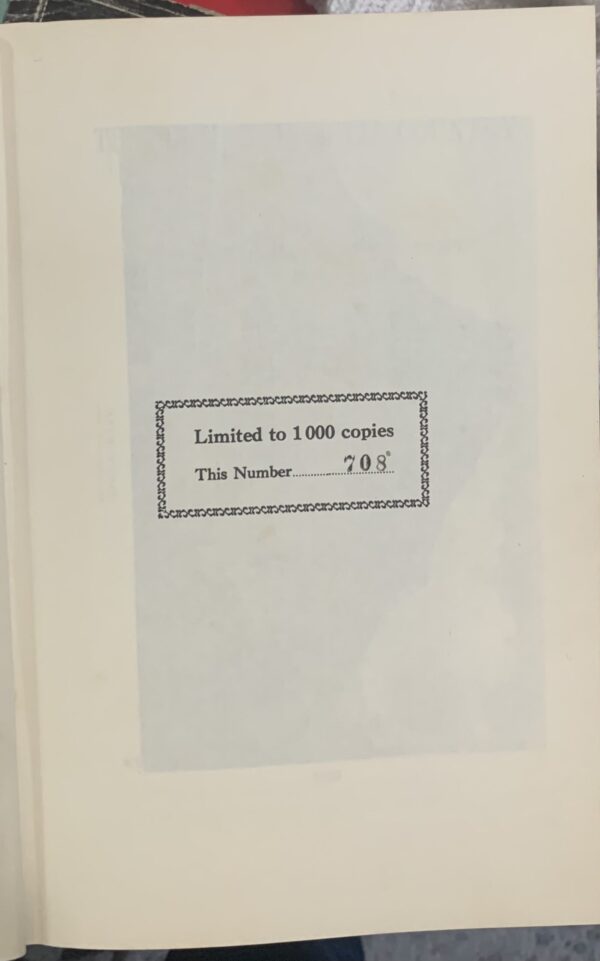 Limited to 1000 copies
This Number.................708